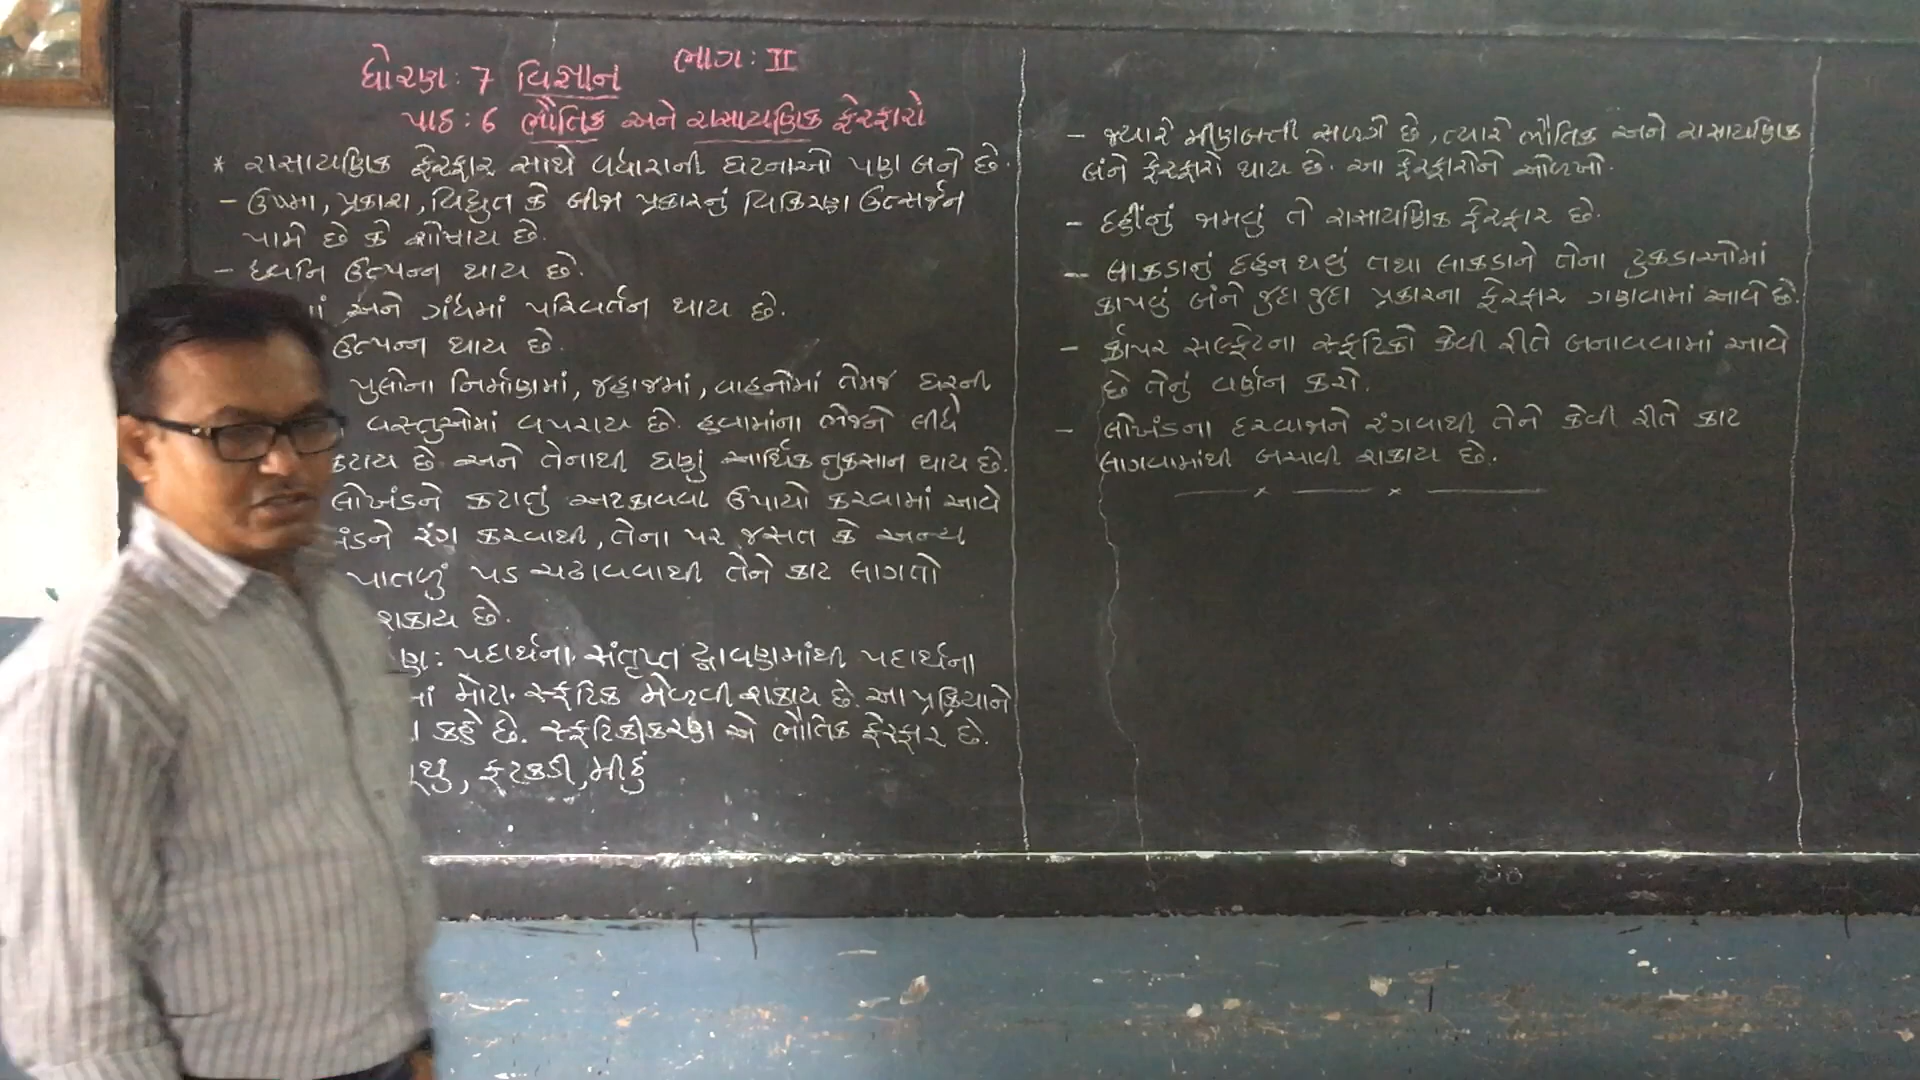 ધોરણ: 7 વિજ્ઞાન ભાગ: II
પાઠ: 6 ભૌતિક અને રાસાયણિક ફેરફારો
* રાસાયણિક ફેરફાર સાથે વધારાની ઘટનાઓ પણ બને છે.
- ઉષ્મા, પ્રકાશ, વિદ્યુત કે બીજા પ્રકારનું વિકિરણ ઉત્સર્જન
પામે છે કે શોષાય છે.
- ધ્વનિ ઉત્પન્ન થાય છે.
અને ગંધમાં પરિવર્તન થાય છે.
ઉત્પન્ન થાય છે.
પુલોના નિર્માણમાં, જહાજમાં, વાહનોમાં તેમજ ઘરની
વસ્તુઓમાં વપરાય છે. હવામાંના ભેજને લીધે
કટાય છે અને તેનાથી ઘણું આર્થિક નુકસાન થાય છે.
લોખંડને કટાતું અટકાવવા ઉપાયો કરવામાં આવે
ંડને રંગ કરવાથી, તેના પર જસત કે અન્ય
પાતળું પડ ચઢાવવાથી તેને કાટ લાગતો
શકાય છે.
ણ: પદાર્થના સંતૃપ્ત દ્રાવણમાંથી પદાર્થના
માં મોટા સ્ફટિક મેળવી શકાય છે. આ પ્રક્રિયાને
કહે છે. સ્ફટિકીકરણ એ ભૌતિક ફેરફાર છે.
થું, ફટકડી, મીઠું
- જ્યારે મીણબત્તી સળગે છે, ત્યારે ભૌતિક અને રાસાયણિક
બંને ફેરફારો થાય છે. આ ફેરફારોને ઓળખો.
- દહીંનું જમવું તે રાસાયણિક ફેરફાર છે.
- લાકડાનું દહન થવું તથા લાકડાને તેના ટુકડાઓમાં
કાપવું બંને જુદા જુદા પ્રકારના ફેરફાર ગણવામાં આવે છે.
- કૉપર સલ્ફેટના સ્ફટિકો કેવી રીતે બનાવવામાં આવે
છે તેનું વર્ણન કરો.
- લોખંડના દરવાજાને રંગવાથી તેને કેવી રીતે કાટ
લાગવામાંથી બચાવી શકાય છે.